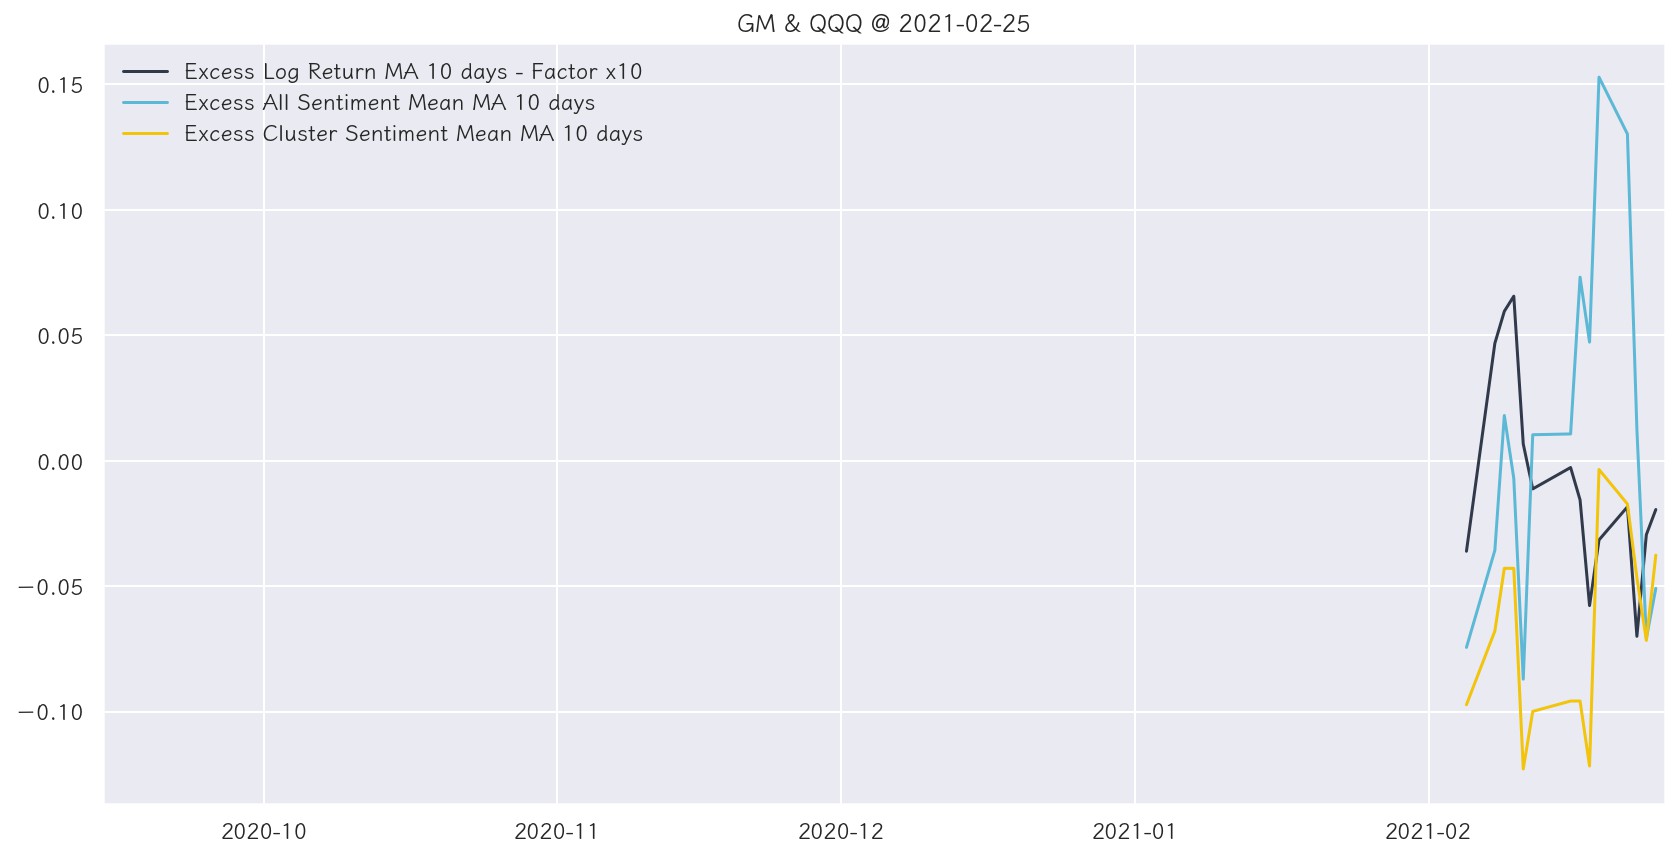 GM & QQQ @ 2021-02-25
Excess Log Return MA 10 days - Factor x10
Excess All Sentiment Mean MA 10 days
Excess Cluster Sentiment Mean MA 10 days
0.15
0.10
0.05
0.00
−0.05
−0.10
2020-10
2020-11
2020-12
2021-01
2021-02